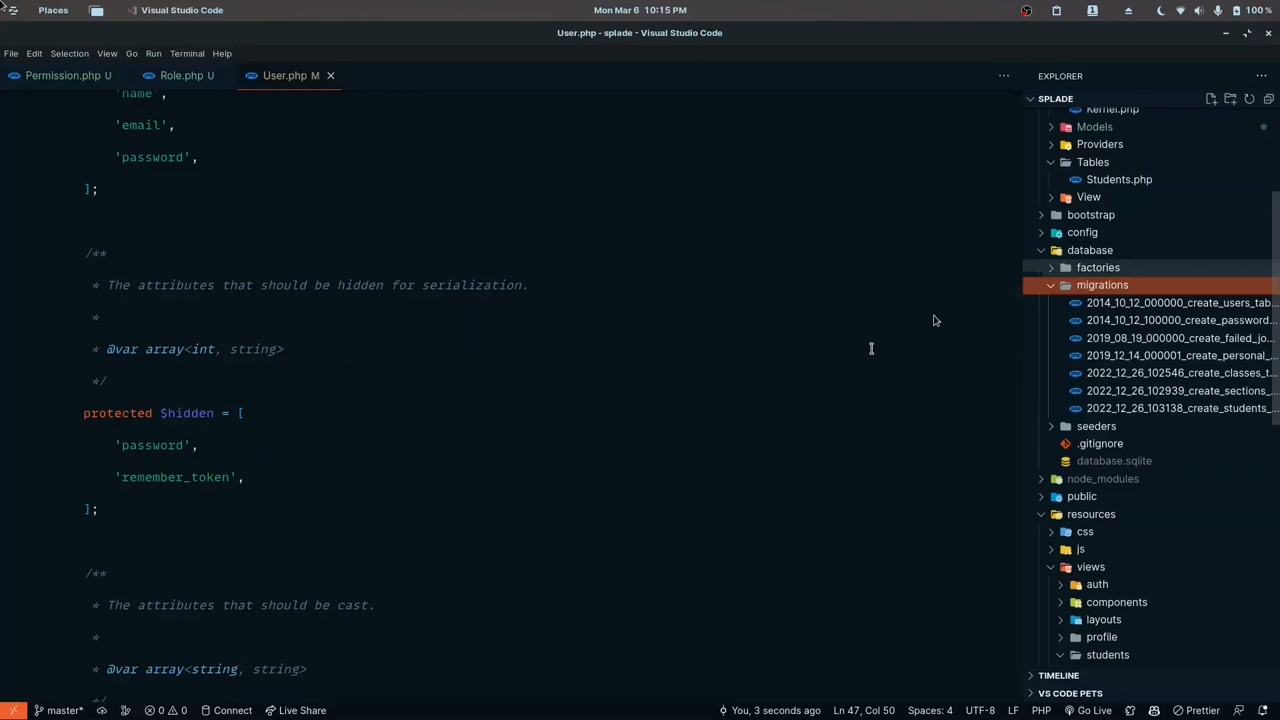 Places
Visual Studio Code
Mon Mar 6 10:15 PM
100 %
User.php - splade - Visual Studio Code
File Edit Selection View Go Run Terminal Help
Permission.php U
Role.php U
User.php M
EXPLORER
SPLADE
'name',
'email',
'password',
];
/**
* The attributes that should be hidden for serialization.
*
* @var array<int, string>
*/
protected $hidden = [
'password',
'remember_token',
];
/**
* The attributes that should be cast.
*
* @var array<string, string>
*/
Kernel.php
Models
Providers
Tables
Students.php
View
bootstrap
config
database
factories
migrations
2014_10_12_000000_create_users_tab...
2014_10_12_100000_create_password...
2019_08_19_000000_create_failed_jo...
2019_12_14_000001_create_personal_...
2022_12_26_102546_create_classes_t...
2022_12_26_102939_create_sections_...
2022_12_26_103138_create_students_...
seeders
.gitignore
database.sqlite
node_modules
public
resources
css
js
views
auth
components
layouts
profile
students
TIMELINE
VS CODE PETS
master*
0 0
Connect
Live Share
You, 3 seconds ago
Ln 47, Col 50
Spaces: 4
UTF-8
LF
PHP
Go Live
Prettier